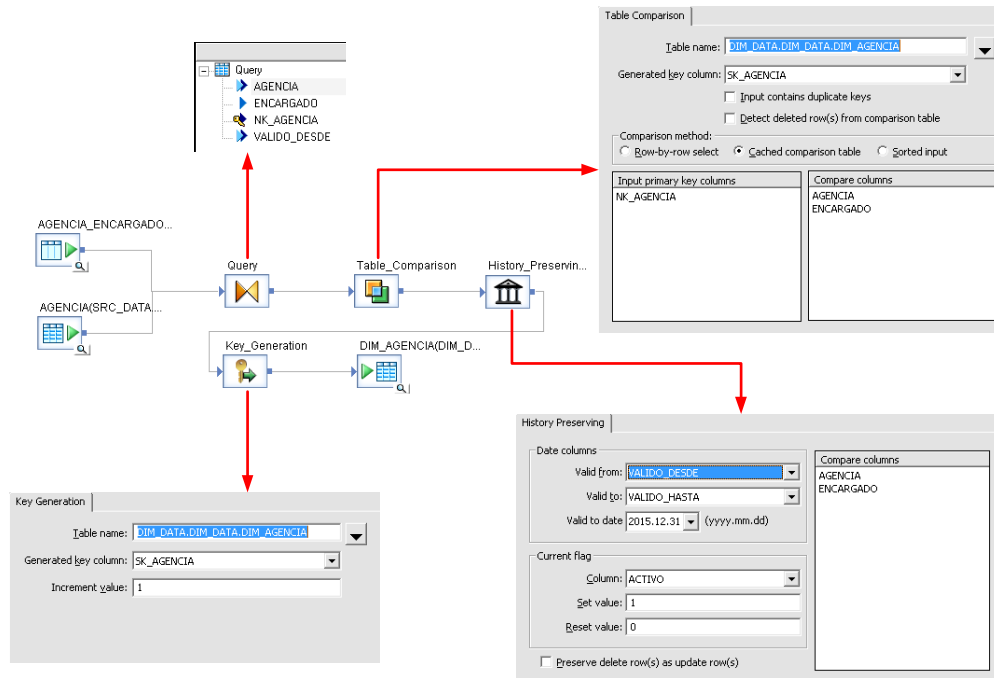 Query
AGENCIA
ENCARGADO
NK_AGENCIA
VALIDO_DESDE
Table Comparison
Table name: DIM_DATA.DIM_DATA.DIM_AGENCIA
Generated key column: SK_AGENCIA
Input contains duplicate keys
Detect deleted row(s) from comparison table
Comparison method:
Row-by-row select Cached comparison table Sorted input
Input primary key columns
NK_AGENCIA
Compare columns
AGENCIA
ENCARGADO
AGENCIA_ENCARGADO...
AGENCIA(SRC_DATA....
Query
Table_Comparison
History_Preservin...
Key_Generation
DIM_AGENCIA(DIM_D...
Key Generation
Table name: DIM_DATA.DIM_DATA.DIM_AGENCIA
Generated key column: SK_AGENCIA
Increment value: 1
History Preserving
Date columns
Valid from: VALIDO_DESDE
Valid to: VALIDO_HASTA
Valid to date 2015.12.31 (yyyy.mm.dd)
Current flag
Column: ACTIVO
Set value: 1
Reset value: 0
Preserve delete row(s) as update row(s)
Compare columns
AGENCIA
ENCARGADO